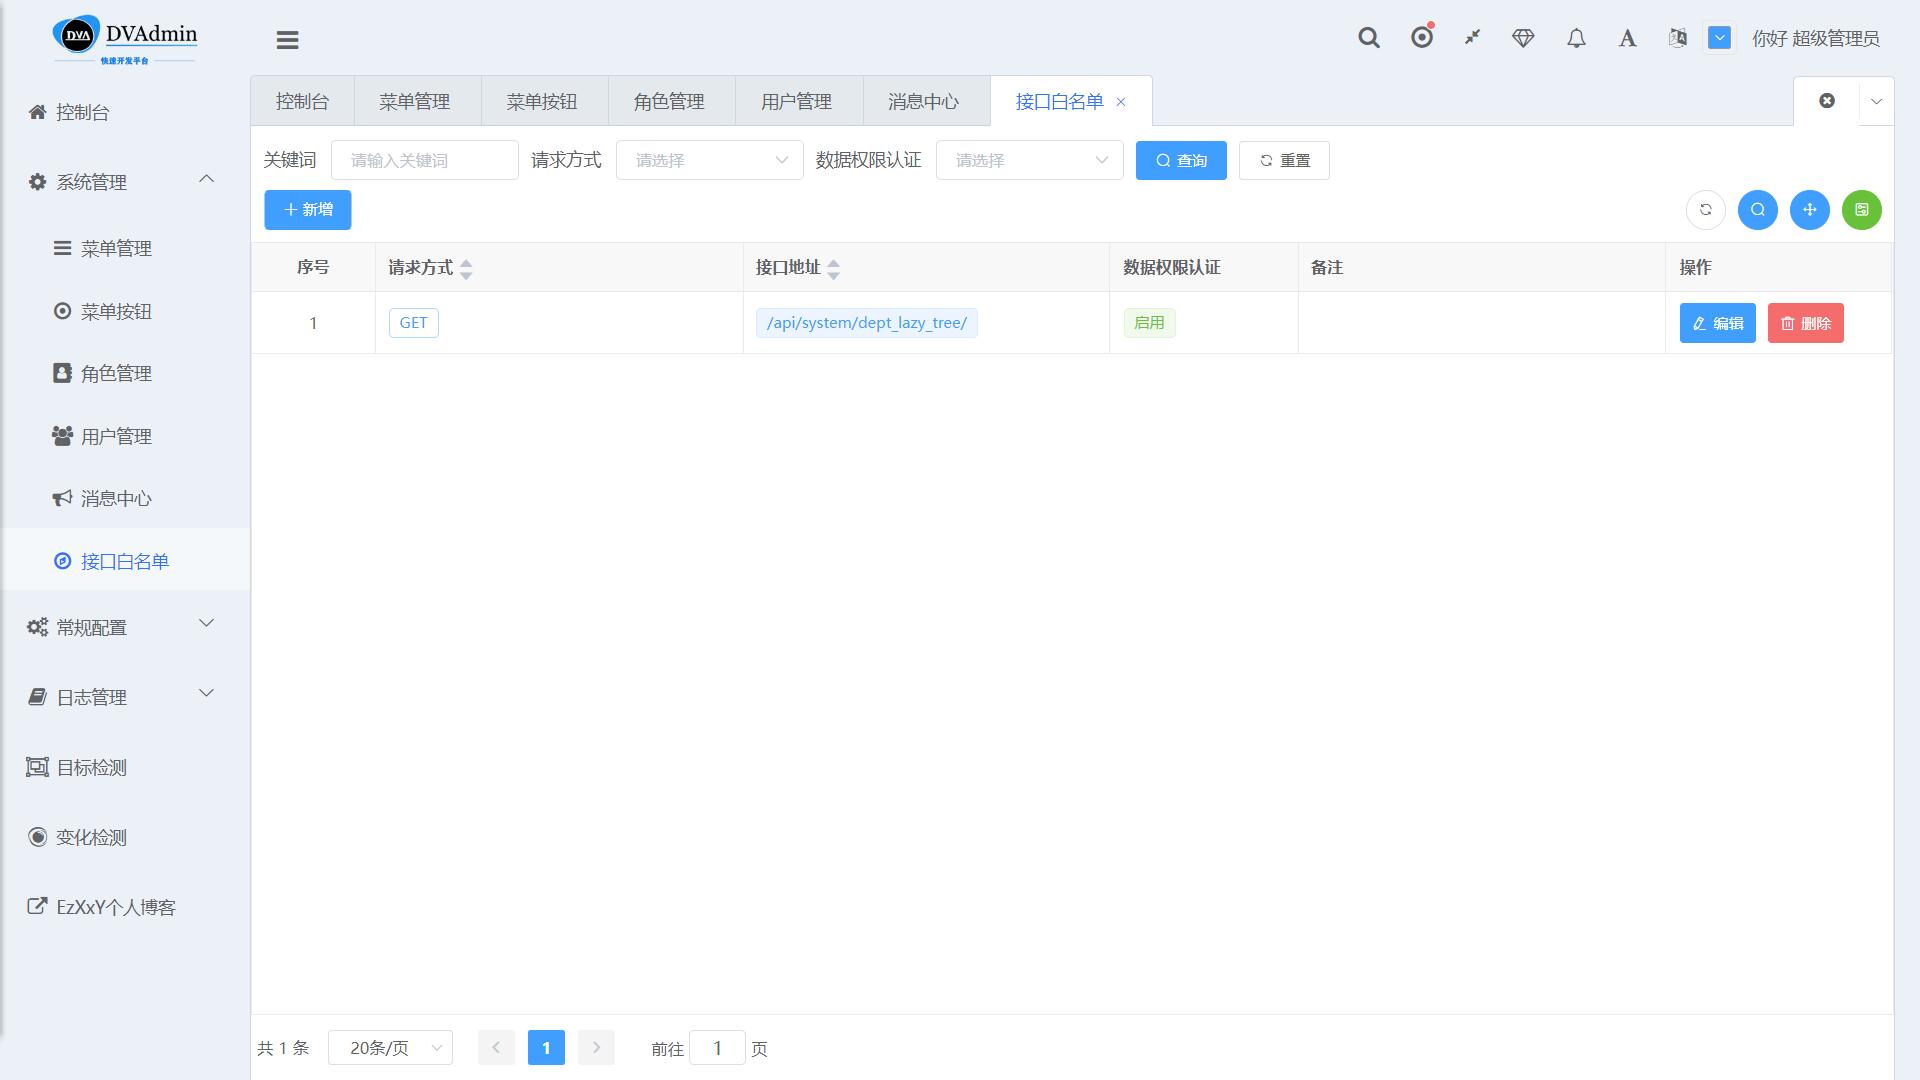 DVA DVAdmin
快速开发平台
你好 超级管理员
控制台
系统管理
菜单管理
菜单按钮
角色管理
用户管理
消息中心
接口白名单
常规配置
日志管理
目标检测
变化检测
EzXxY个人博客
控制台 菜单管理 菜单按钮 角色管理 用户管理 消息中心 接口白名单
关键词 请输入关键词 请求方式 请选择 数据权限认证 请选择 查询 重置
新增
序号 请求方式 接口地址 数据权限认证 备注 操作
1 GET /api/system/dept_lazy_tree/ 启用 编辑 删除
共 1 条 20条/页 1 前往 1 页